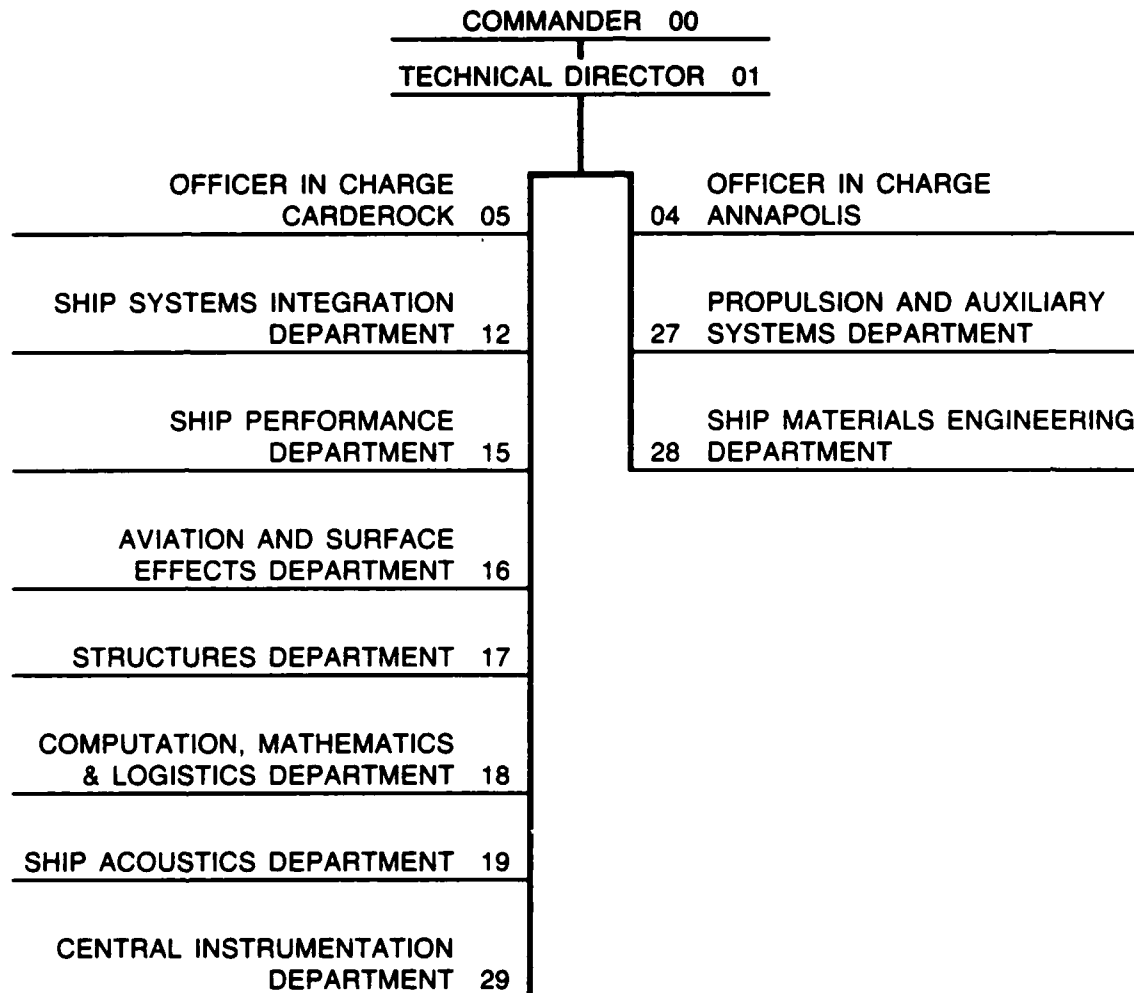 COMMANDER 00
TECHNICAL DIRECTOR 01
OFFICER IN CHARGE
CARDEROCK 05
OFFICER IN CHARGE
04 ANNAPOLIS
SHIP SYSTEMS INTEGRATION
DEPARTMENT 12
PROPULSION AND AUXILIARY
27 SYSTEMS DEPARTMENT
SHIP PERFORMANCE
DEPARTMENT 15
SHIP MATERIALS ENGINEERING
28 DEPARTMENT
AVIATION AND SURFACE
EFFECTS DEPARTMENT 16
STRUCTURES DEPARTMENT 17
COMPUTATION, MATHEMATICS
& LOGISTICS DEPARTMENT 18
SHIP ACOUSTICS DEPARTMENT 19
CENTRAL INSTRUMENTATION
DEPARTMENT 29